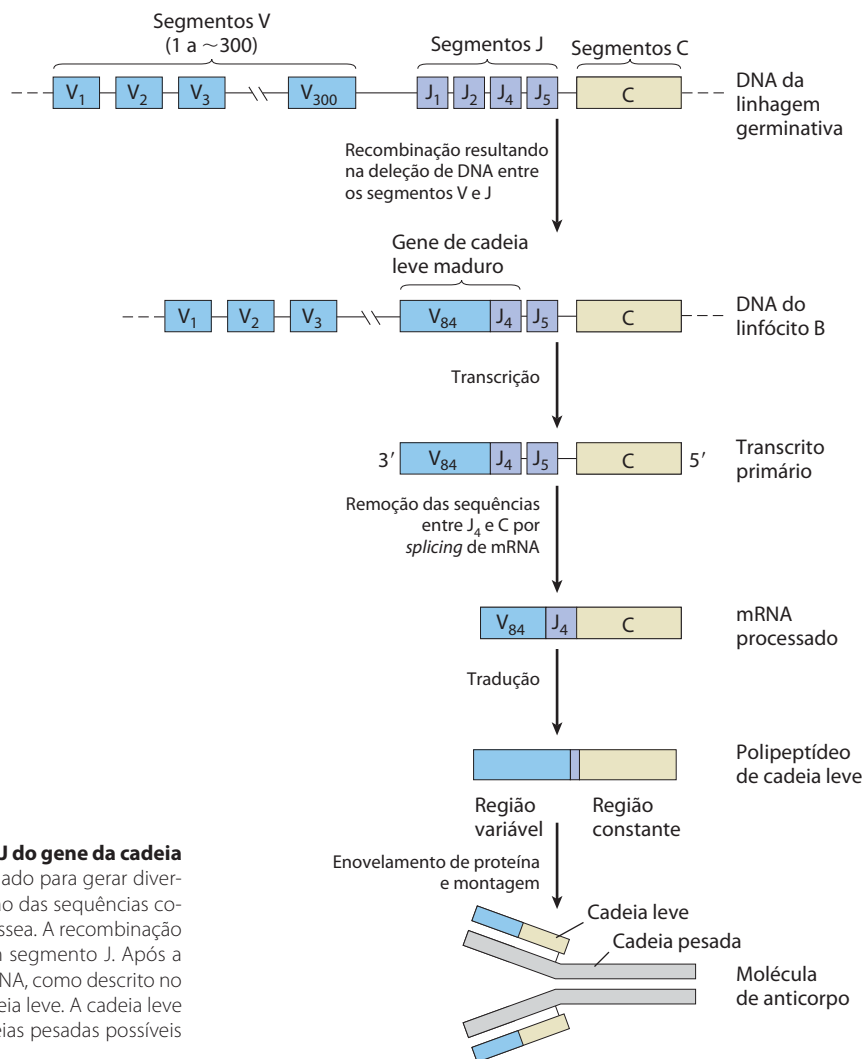 Segmentos V
(1 a ~300)
Segmentos J
Segmentos C
V1 V2 V3 V300 J1 J2 J4 J5 C
DNA da
linhagem
germinativa
Recombinação resultando
na deleção de DNA entre
os segmentos V e J
Gene de cadeia
leve maduro
V1 V2 V3 V84 J4 J5 C
DNA do
linfócito B
Transcrição
3′ V84 J4 J5 C 5′
Transcrito
primário
Remoção das sequências
entre J4 e C por
splicing de mRNA
V84 J4 C
mRNA
processado
Tradução
Polipeptídeo
de cadeia leve
Região
variável
Região
constante
Enovelamento de proteína
e montagem
Cadeia leve
Cadeia pesada
Molécula
de anticorpo
J do gene da cadeia
ado para gerar diver-
o das sequências co-
ssea. A recombinação
segmento J. Após a
NA, como descrito no
eia leve. A cadeia leve
eias pesadas possíveis